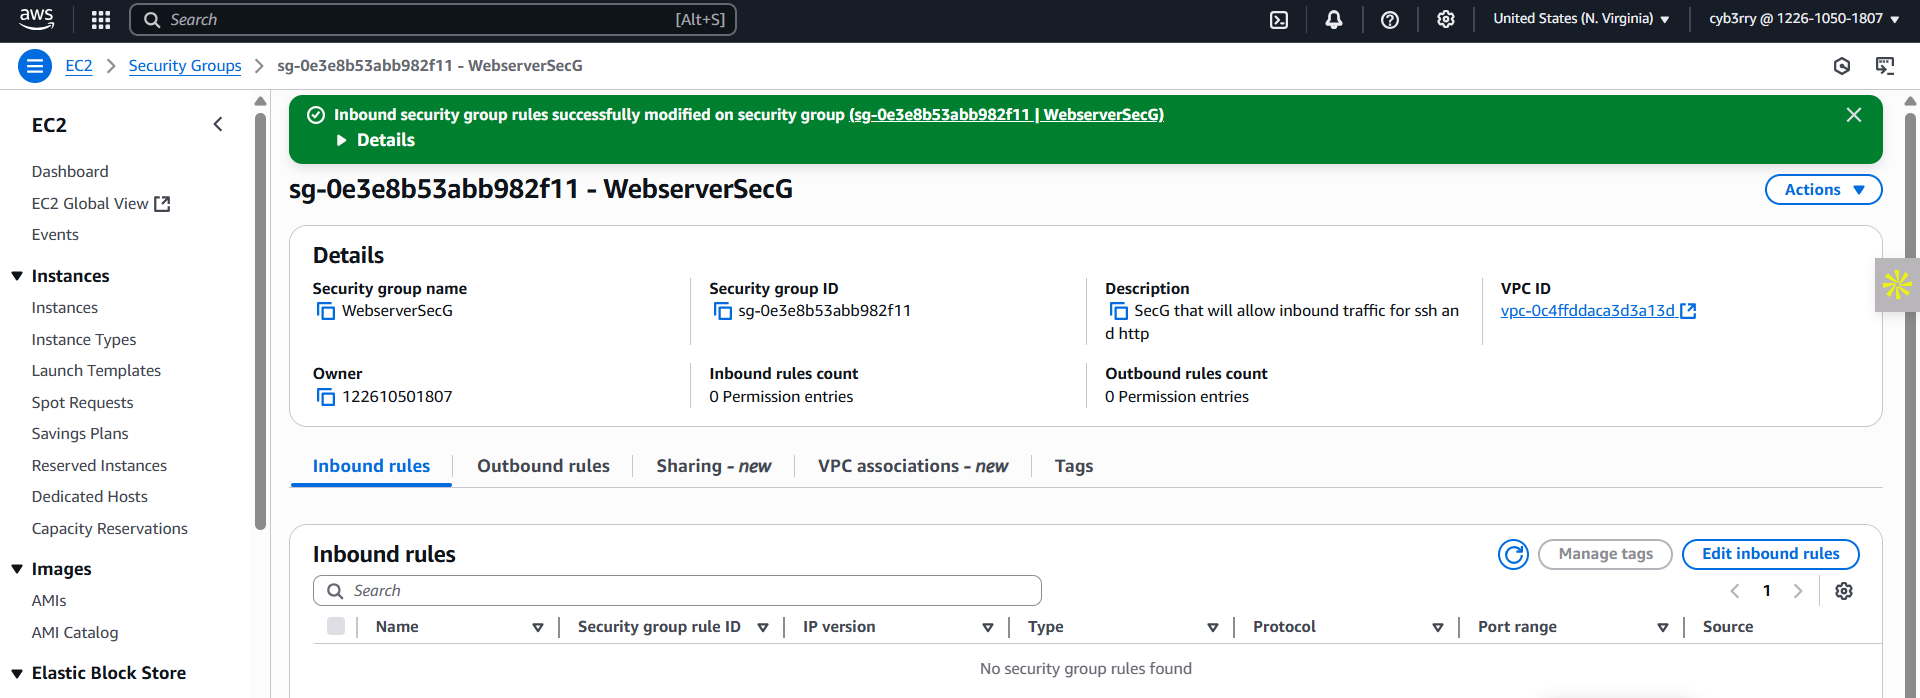 aws
Search
[Alt+S]
United States (N. Virginia)
cyb3rry @ 1226-1050-1807
EC2
Security Groups
sg-0e3e8b53abb982f11 - WebserverSecG
EC2
Dashboard
EC2 Global View
Events
Instances
Instances
Instance Types
Launch Templates
Spot Requests
Savings Plans
Reserved Instances
Dedicated Hosts
Capacity Reservations
Images
AMIs
AMI Catalog
Elastic Block Store
Inbound security group rules successfully modified on security group (sg-0e3e8b53abb982f11 | WebserverSecG)
Details
sg-0e3e8b53abb982f11 - WebserverSecG
Actions
Details
Security group name
WebserverSecG
Security group ID
sg-0e3e8b53abb982f11
Description
SecG that will allow inbound traffic for ssh an
d http
VPC ID
vpc-0c4ffddaca3d3a13d
Owner
122610501807
Inbound rules count
0 Permission entries
Outbound rules count
0 Permission entries
Inbound rules
Outbound rules
Sharing - new
VPC associations - new
Tags
Inbound rules
Manage tags
Edit inbound rules
Search
1
Name
Security group rule ID
IP version
Type
Protocol
Port range
Source
No security group rules found